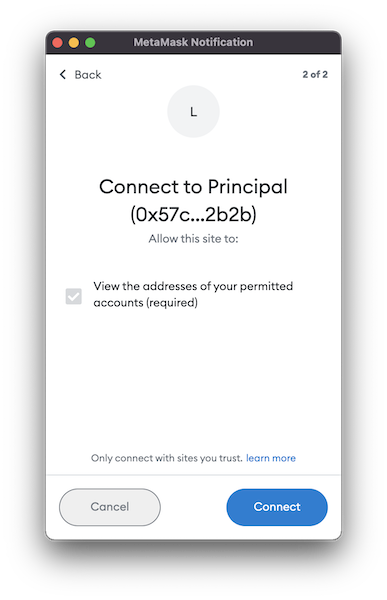 MetaMask Notification
Back
2 of 2
L
Connect to Principal
(0x57c...2b2b)
Allow this site to:
View the addresses of your permitted
accounts (required)
Only connect with sites you trust. learn more
Cancel
Connect